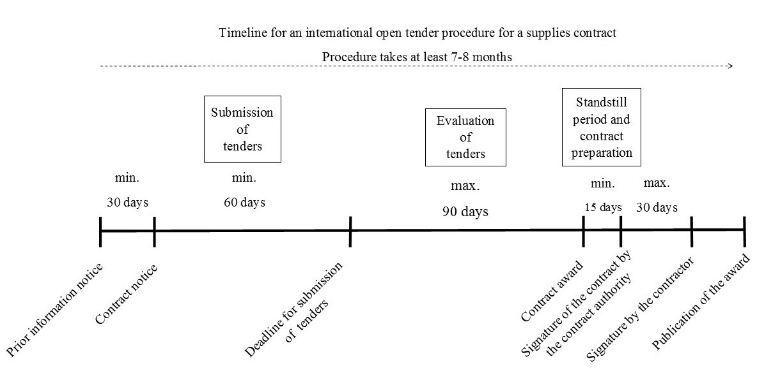 Timeline for an international open tender procedure for a supplies contract
Procedure takes at least 7-8 months
Submission
of
tenders
Evaluation
of
tenders
Standstill
period and
contract
preparation
min.
30 days
min.
60 days
max.
90 days
min.
15 days
max.
30 days
Prior information notice
Contract notice
Deadline for submission
of tenders
Contract award
Signature of the contract by
the contract authority
Signature by the contractor
Publication of the award